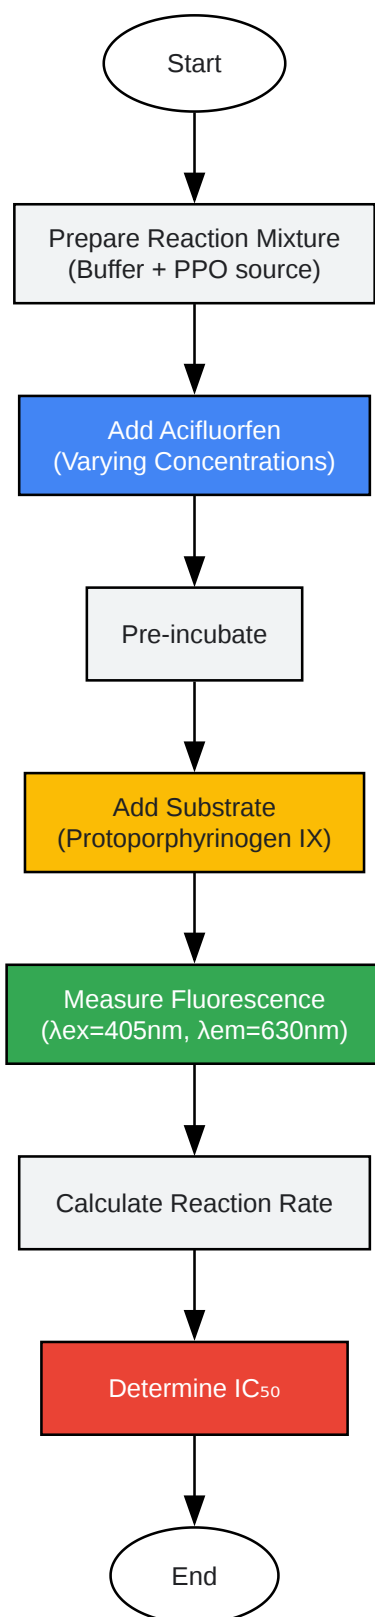 Start
Prepare Reaction Mixture
(Buffer + PPO source)
Add Acifluorfen
(Varying Concentrations)
Pre-incubate
Add Substrate
(Protoporphyrinogen IX)
Measure Fluorescence
(λex=405nm, λem=630nm)
Calculate Reaction Rate
Determine IC₅₀
End